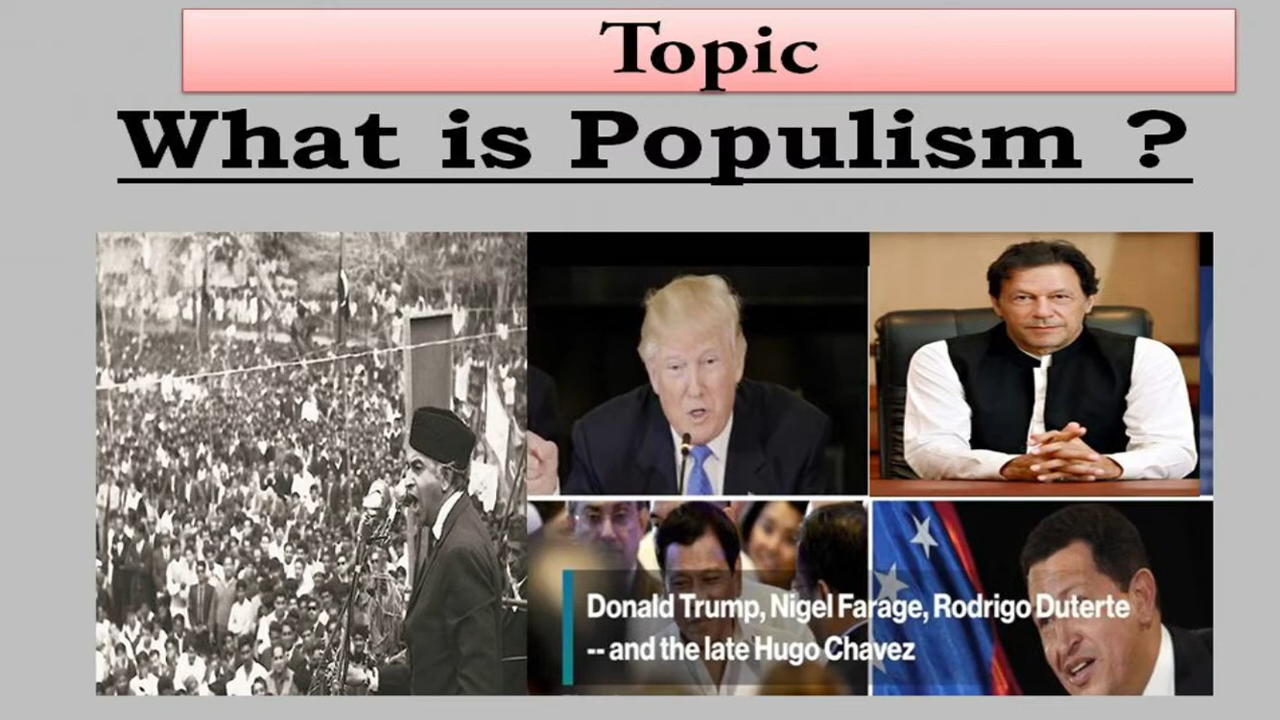 Topic
What is Populism ?
Donald Trump, Nigel Farage, Rodrigo Duterte
-- and the late Hugo Chavez